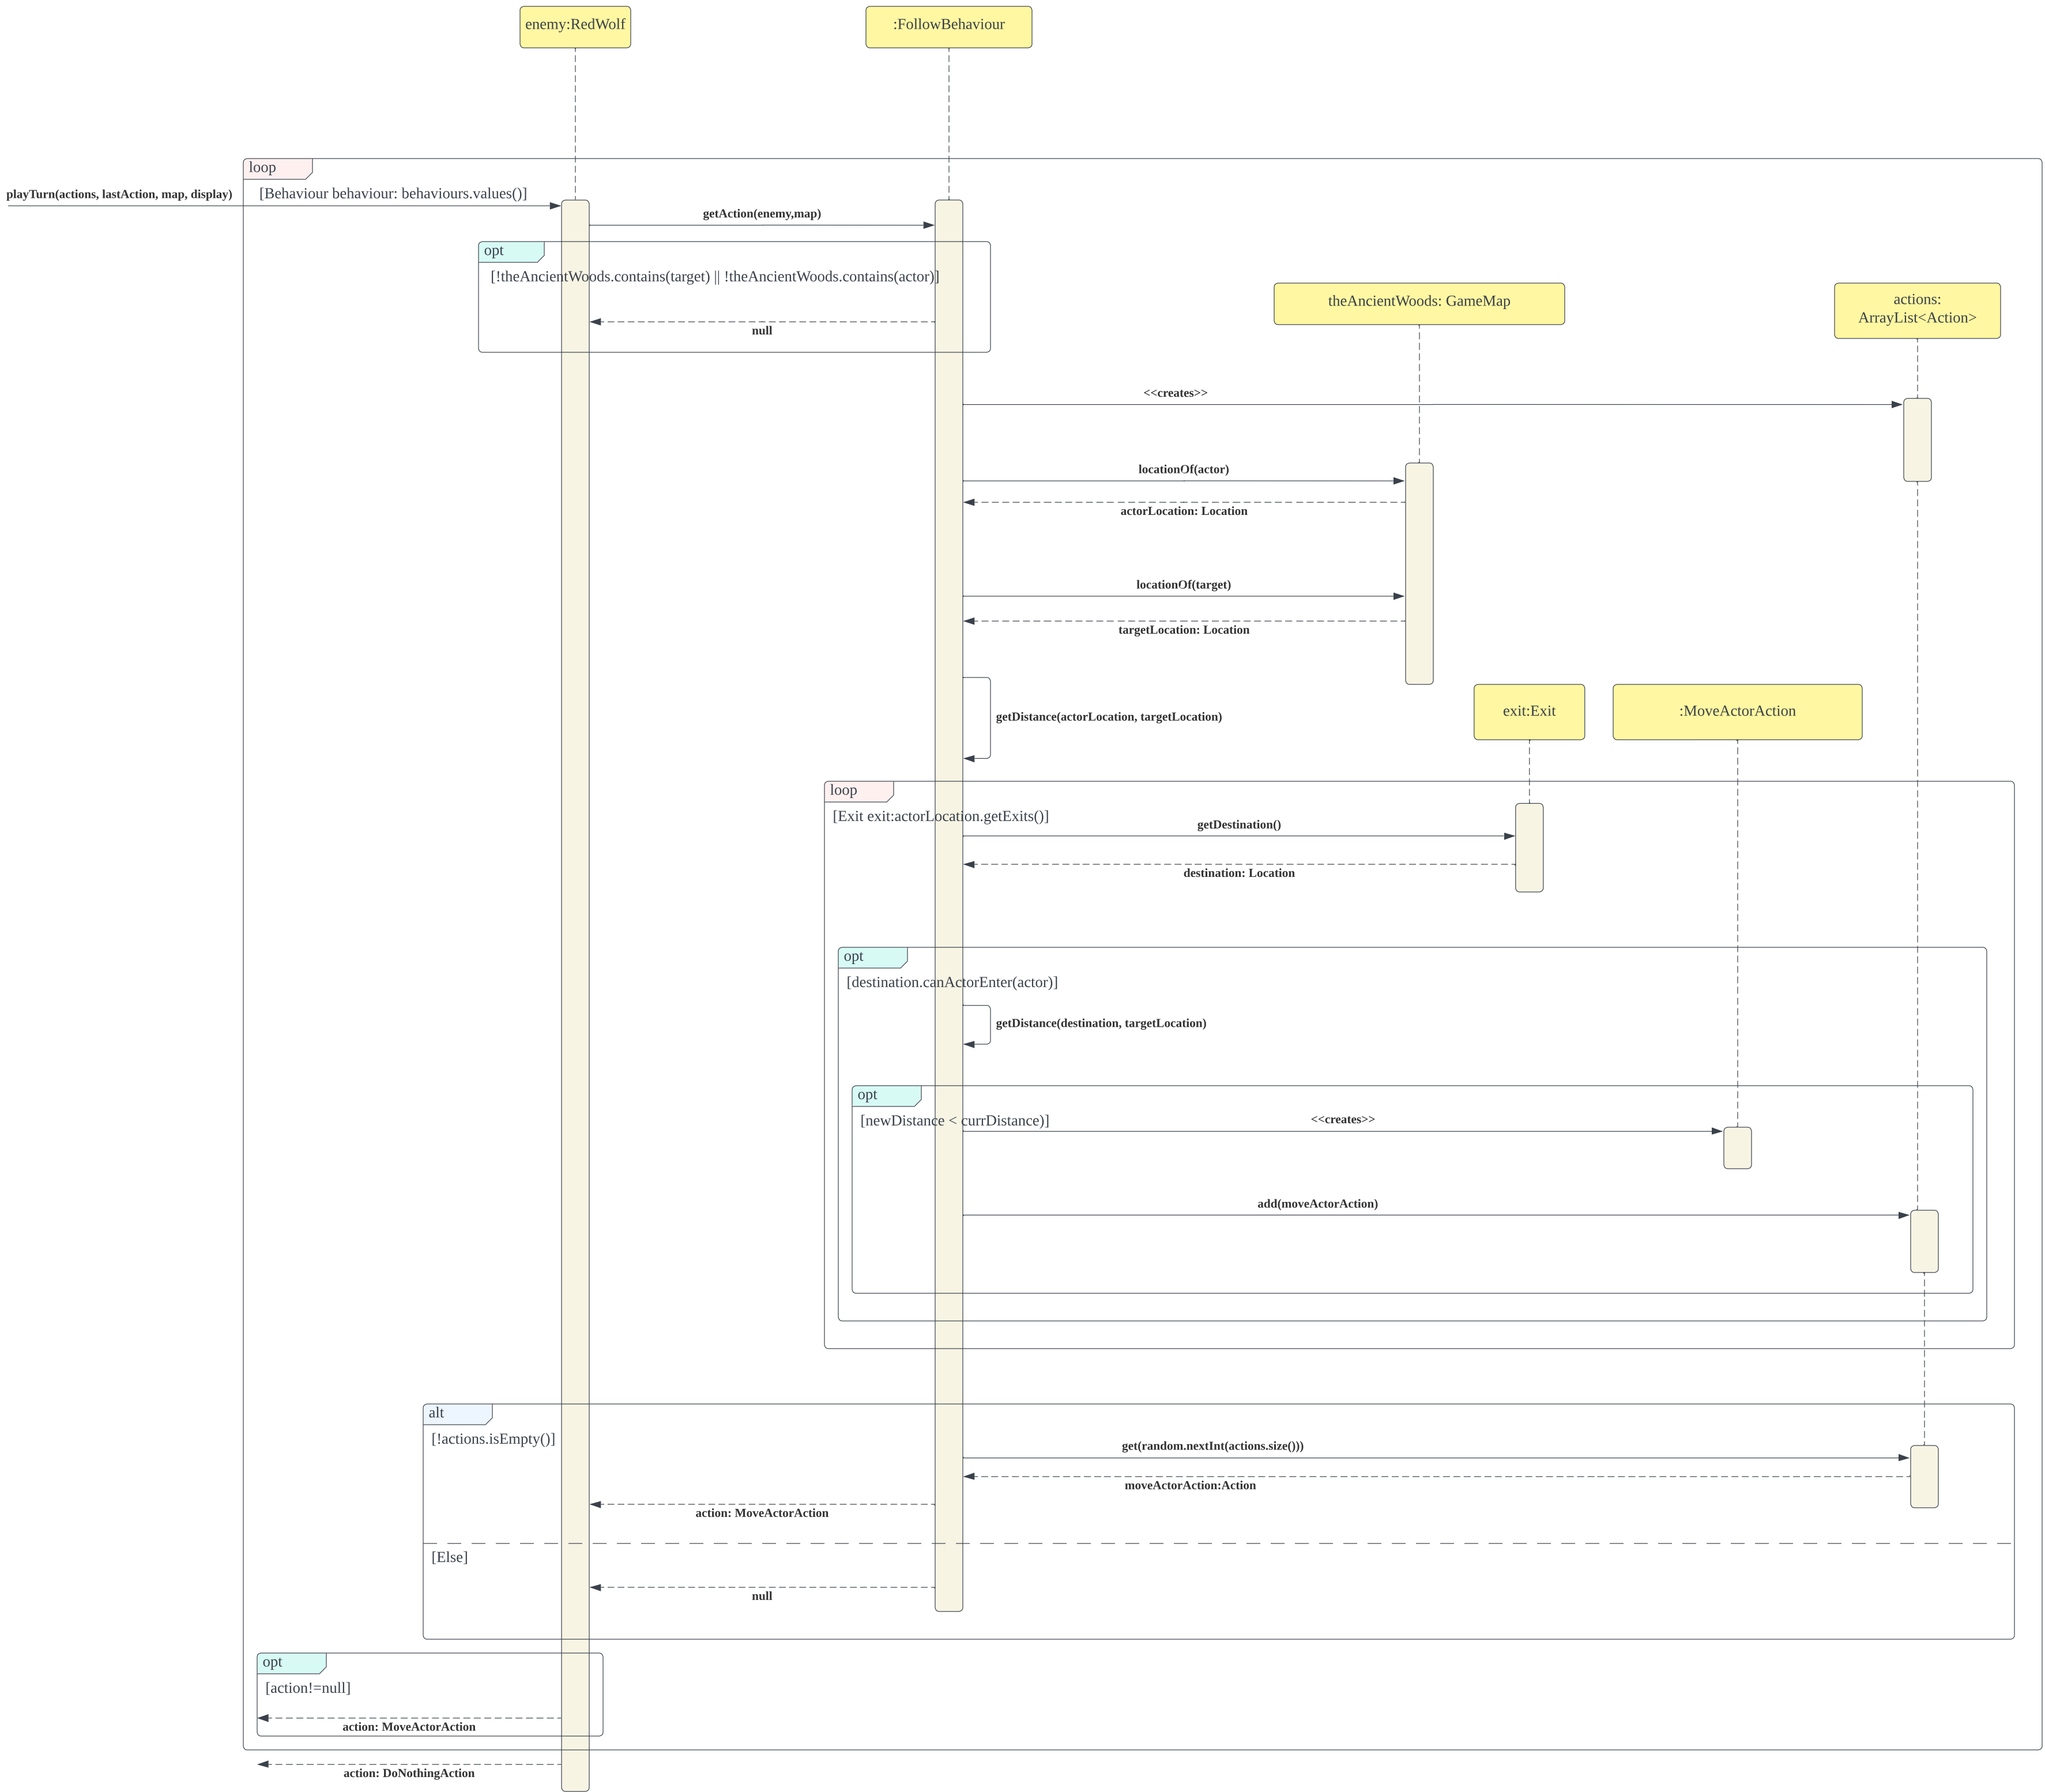 enemy:RedWolf
:FollowBehaviour
loop
playTurn(actions, lastAction, map, display)
[Behaviour behaviour: behaviours.values()]
getAction(enemy,map)
opt
[!theAncientWoods.contains(target) || !theAncientWoods.contains(actor)]
null
theAncientWoods: GameMap
actions:
ArrayList<Action>
<<creates>>
locationOf(actor)
actorLocation: Location
locationOf(target)
targetLocation: Location
getDistance(actorLocation, targetLocation)
exit:Exit
:MoveActorAction
loop
[Exit exit:actorLocation.getExits()]
getDestination()
destination: Location
opt
[destination.canActorEnter(actor)]
getDistance(destination, targetLocation)
opt
[newDistance < currDistance)]
<<creates>>
add(moveActorAction)
alt
[!actions.isEmpty()]
get(random.nextInt(actions.size()))
moveActorAction:Action
action: MoveActorAction
[Else]
null
opt
[action!=null]
action: MoveActorAction
action: DoNothingAction